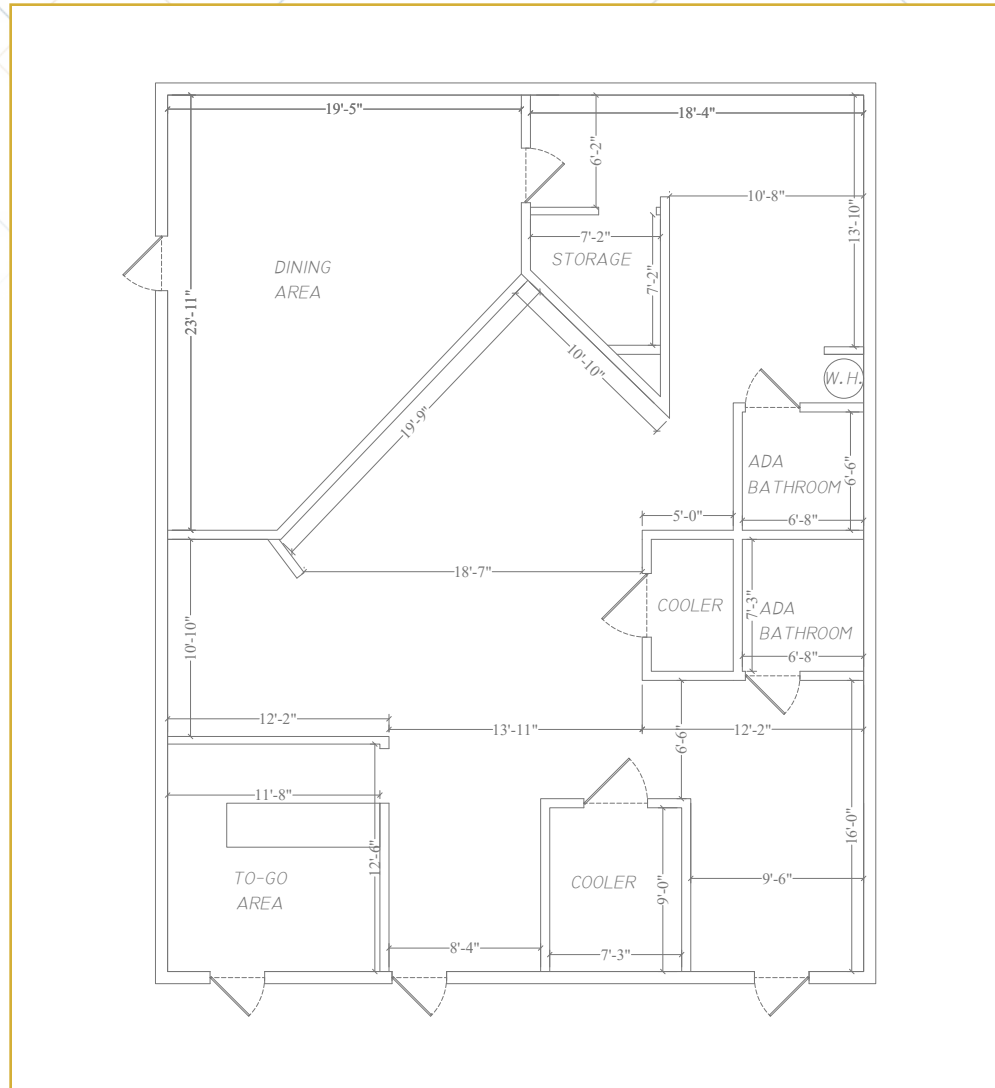 19'-5"
18'-4"
6'-2"
10'-8"
13'-10"
7'-2"
STORAGE
DINING
AREA
7'-2"
23'-11"
10'-10"
W.H.
19'-9"
ADA
BATHROOM
6'-6"
5'-0"
6'-8"
18'-7"
COOLER
7'-3"
ADA
BATHROOM
10'-10"
6'-8"
12'-2"
13'-11"
6'-6"
12'-2"
11'-8"
16'-0"
12'-6"
TO-GO
AREA
COOLER
9'-0"
9'-6"
8'-4"
7'-3"